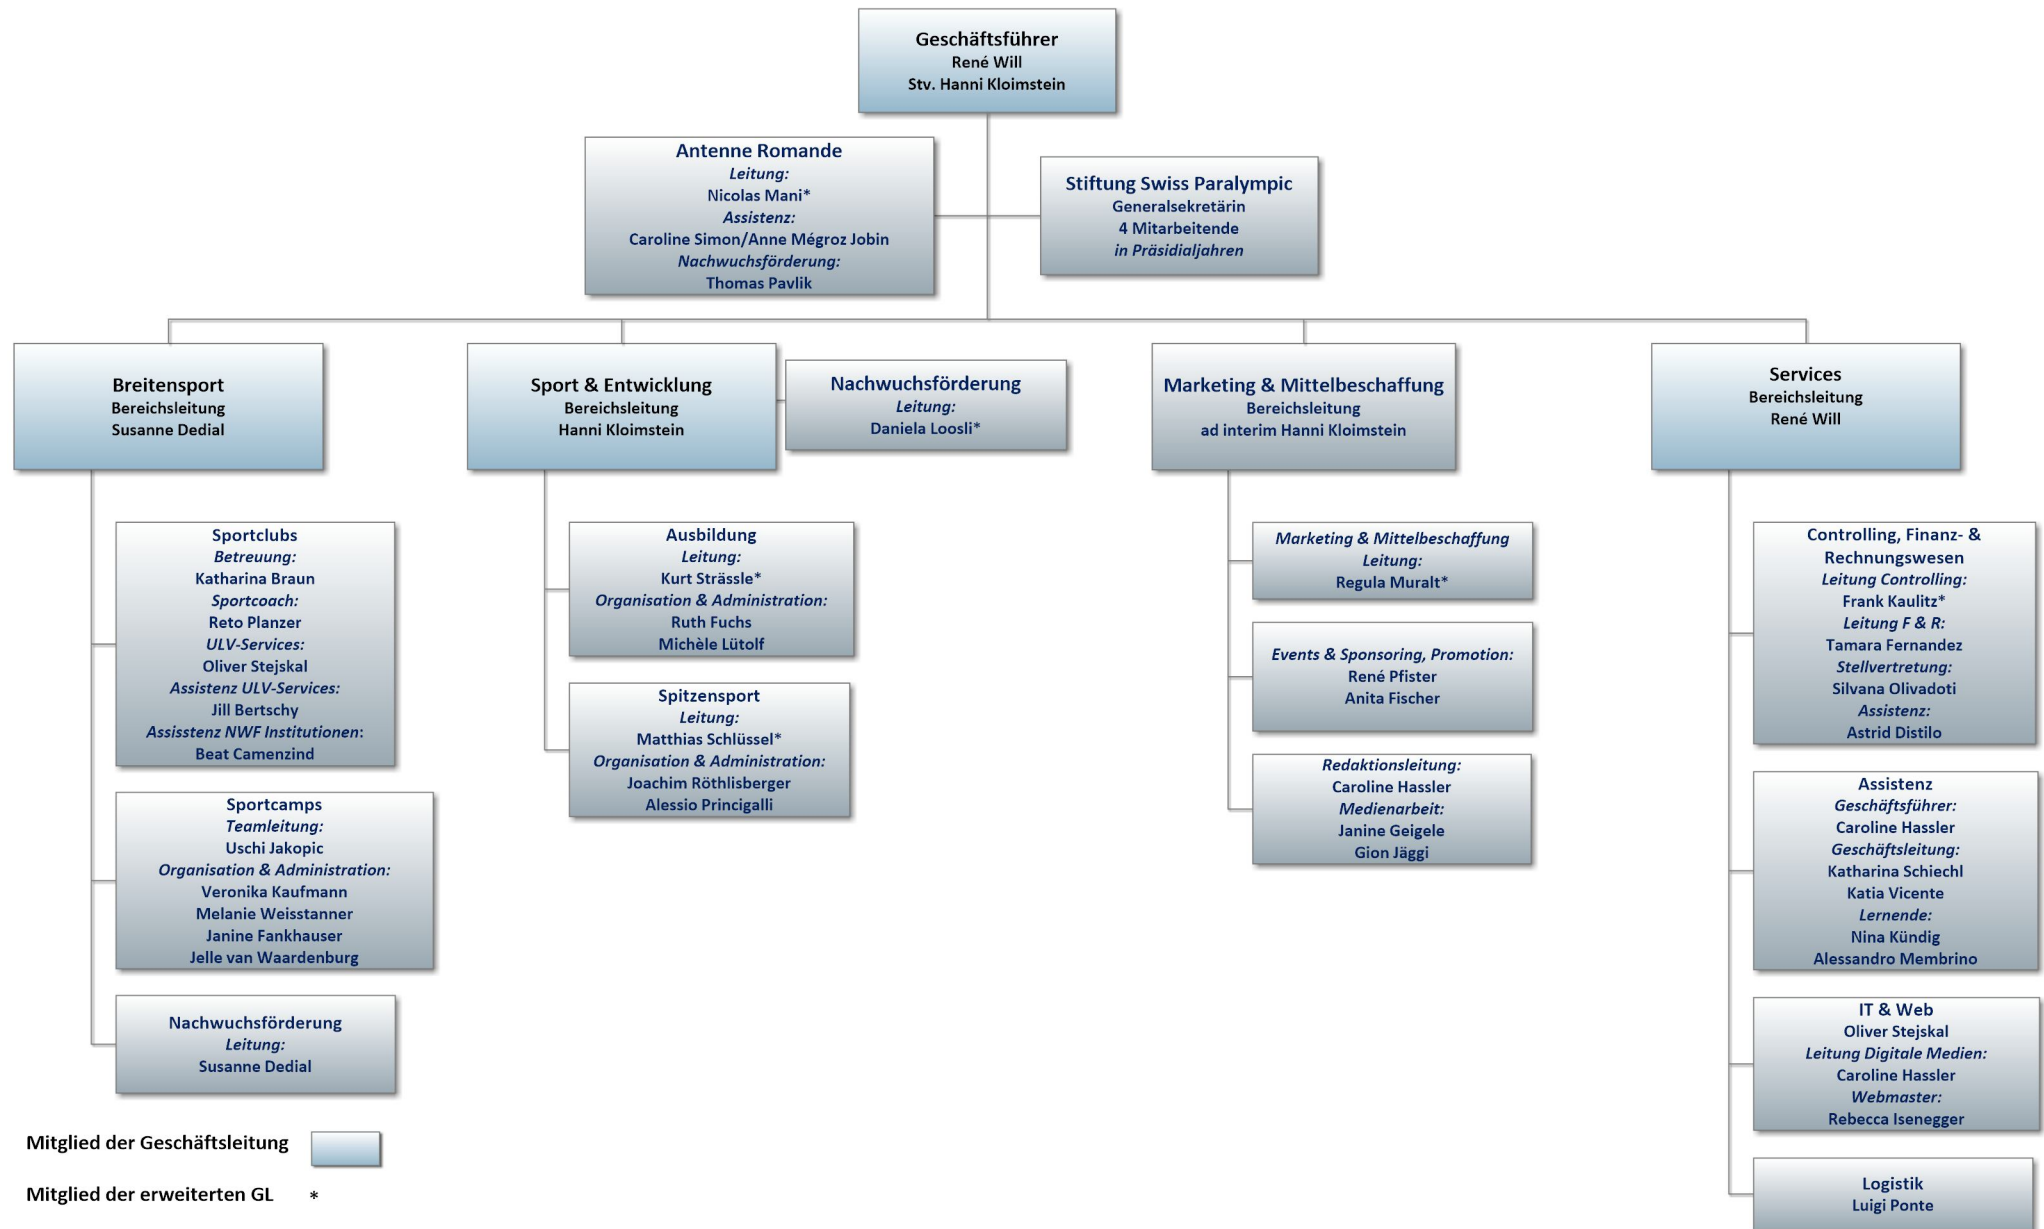 Geschäftsführer
René Will
Stv. Hanni Kloimstein
Antenne Romande
Leitung:
Nicolas Mani*
Assistenz:
Caroline Simon/Anne Mégroz Jobin
Nachwuchsförderung:
Thomas Pavlik
Stiftung Swiss Paralympic
Generalsekretärin
4 Mitarbeitende
in Präsidialjahren
Breitensport
Bereichsleitung
Susanne Dedial
Sport & Entwicklung
Bereichsleitung
Hanni Kloimstein
Nachwuchsförderung
Leitung:
Daniela Loosli*
Marketing & Mittelbeschaffung
Bereichsleitung
ad interim Hanni Kloimstein
Services
Bereichsleitung
René Will
Sportclubs
Betreuung:
Katharina Braun
Sportcoach:
Reto Planzer
ULV-Services:
Oliver Stejskal
Assistenz ULV-Services:
Jill Bertschy
Assisstenz NWF Institutionen:
Beat Camenzind
Sportcamps
Teamleitung:
Uschi Jakopic
Organisation & Administration:
Veronika Kaufmann
Melanie Weisstanner
Janine Fankhauser
Jelle van Waardenburg
Nachwuchsförderung
Leitung:
Susanne Dedial
Ausbildung
Leitung:
Kurt Strässle*
Organisation & Administration:
Ruth Fuchs
Michèle Lütolf
Spitzensport
Leitung:
Matthias Schlüssel*
Organisation & Administration:
Joachim Röthlisberger
Alessio Princigalli
Marketing & Mittelbeschaffung
Leitung:
Regula Muralt*
Events & Sponsoring, Promotion:
René Pfister
Anita Fischer
Redaktionsleitung:
Caroline Hassler
Medienarbeit:
Janine Geigele
Gion Jäggi
Controlling, Finanz- &
Rechnungswesen
Leitung Controlling:
Frank Kaulitz*
Leitung F & R:
Tamara Fernandez
Stellvertretung:
Silvana Olivadoti
Assistenz:
Astrid Distilo
Assistenz
Geschäftsführer:
Caroline Hassler
Geschäftsleitung:
Katharina Schiechl
Katia Vicente
Lernende:
Nina Kündig
Alessandro Membrino
IT & Web
Oliver Stejskal
Leitung Digitale Medien:
Caroline Hassler
Webmaster:
Rebecca Isenegger
Logistik
Luigi Ponte
Mitglied der Geschäftsleitung
Mitglied der erweiterten GL *